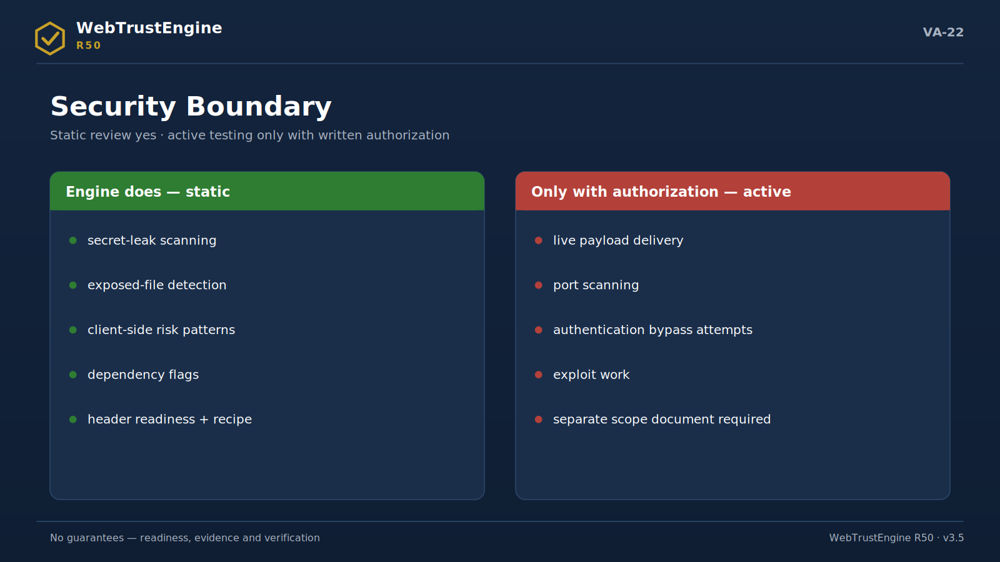 WebTrustEngine
R50
VA-22
Security Boundary
Static review yes · active testing only with written authorization
Engine does — static
secret-leak scanning
exposed-file detection
client-side risk patterns
dependency flags
header readiness + recipe
Only with authorization — active
live payload delivery
port scanning
authentication bypass attempts
exploit work
separate scope document required
No guarantees — readiness, evidence and verification
WebTrustEngine R50 · v3.5